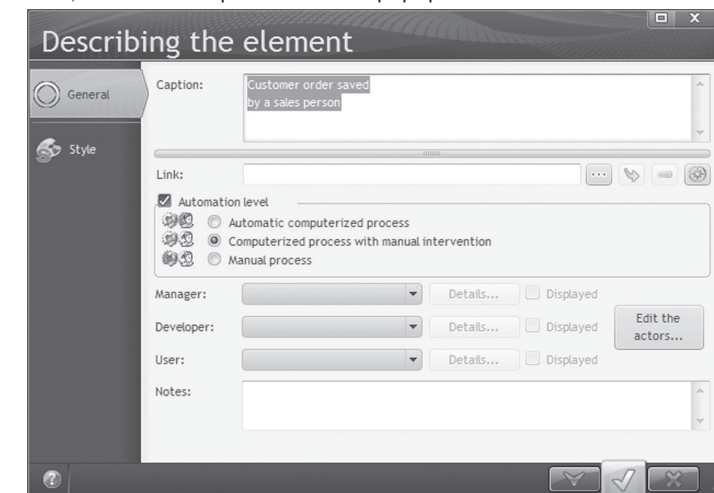 Describing the element
General
Style
Caption:
Customer order saved
by a sales person
Link:
Automation level
Automatic computerized process
Computerized process with manual intervention
Manual process
Manager:
Details...
Displayed
Developer:
Details...
Displayed
Edit the
actors...
User:
Details...
Displayed
Notes: